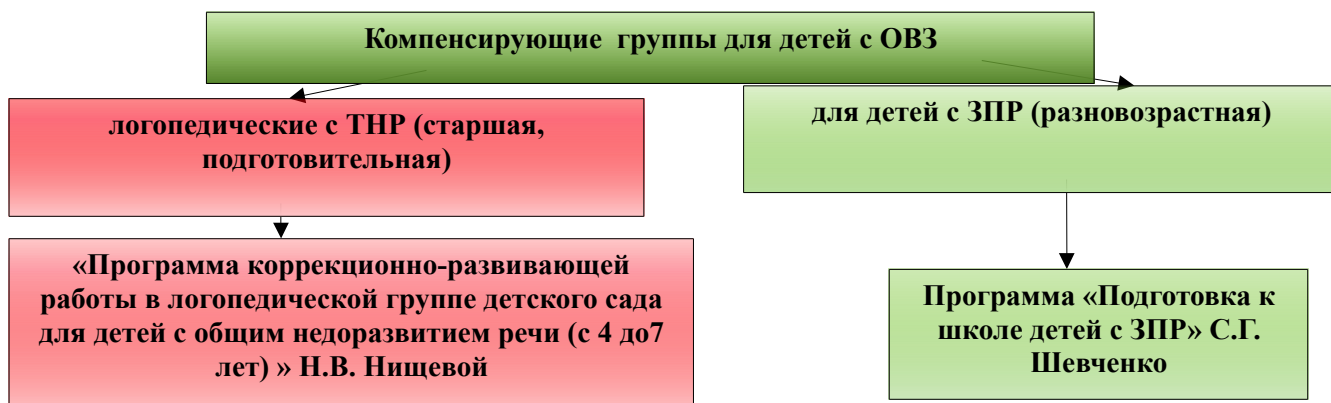 Компенсирующие группы для детей с ОВЗ
логопедические с ТНР (старшая,
подготовительная)
для детей с ЗПР (разновозрастная)
«Программа коррекционно-развивающей
работы в логопедической группе детского сада
для детей с общим недоразвитием речи (с 4 до7
лет) » Н.В. Нищевой
Программа «Подготовка к
школе детей с ЗПР» С.Г.
Шевченко